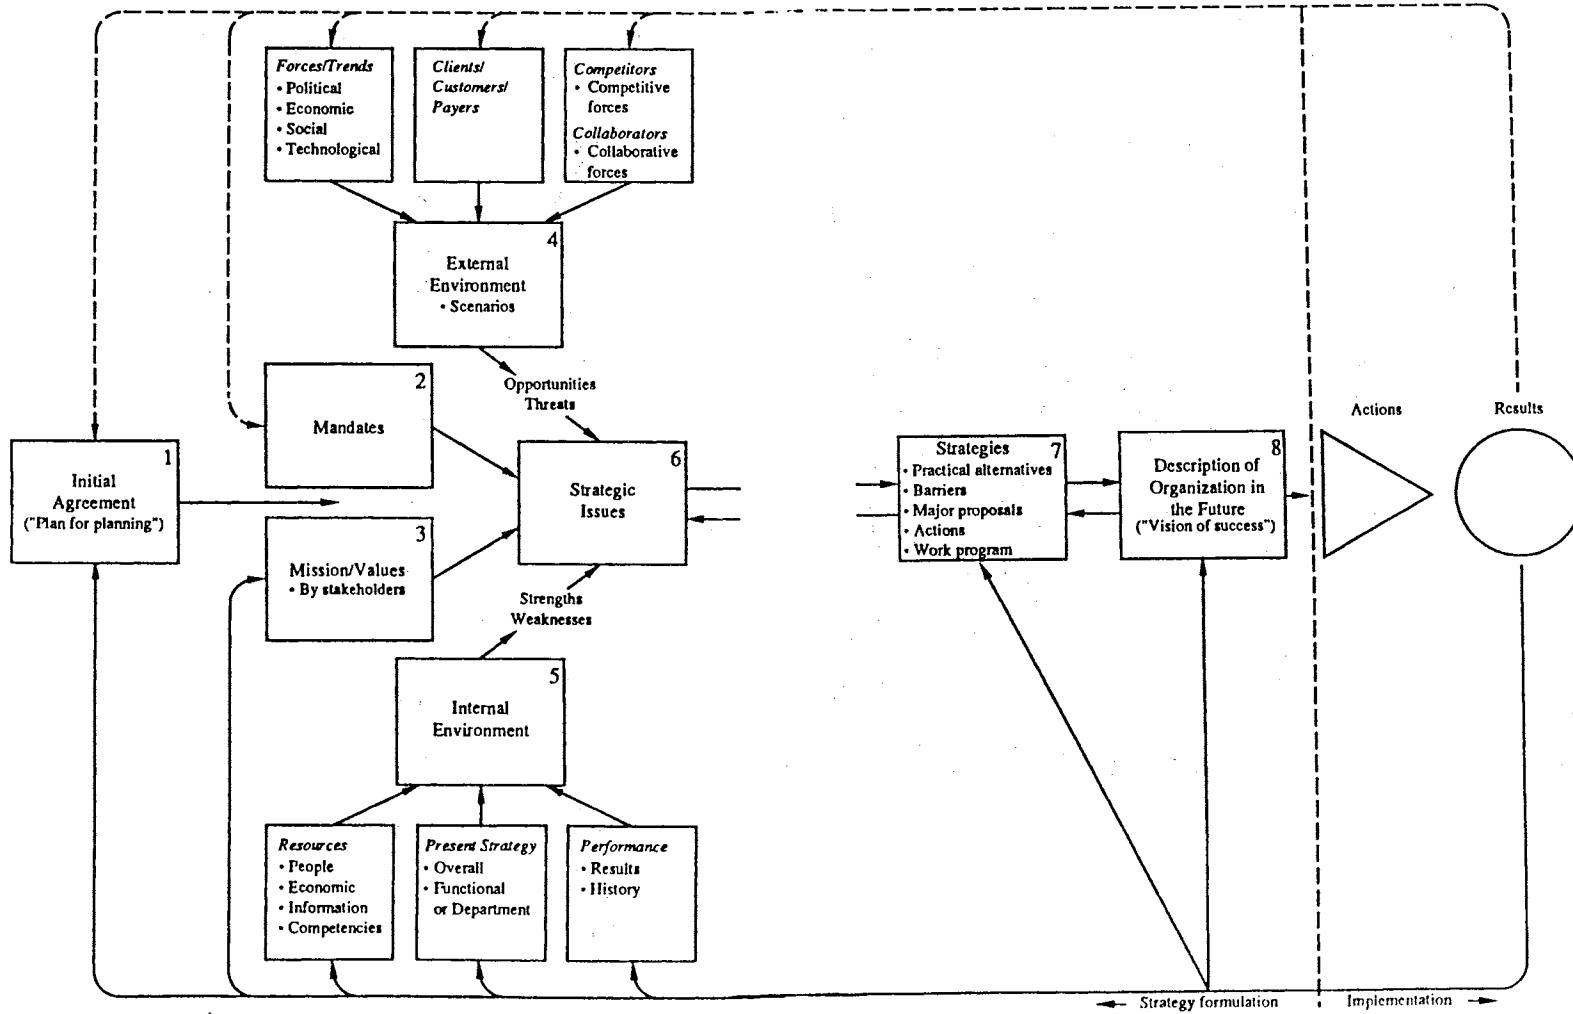 Forces/Trends
• Political
• Economic
• Social
• Technological
Clients/
Customers/
Payers
Competitors
• Competitive
forces
Collaborators
• Collaborative
forces
4
External
Environment
• Scenarios
Opportunities
Threats
2
Mandates
1
Initial
Agreement
("Plan for planning")
3
Mission/Values
• By stakeholders
6
Strategic
Issues
Strengths
Weaknesses
5
Internal
Environment
Resources
• People
• Economic
• Information
• Competencies
Present Strategy
• Overall
• Functional
or Department
Performance
• Results
• History
Strategies
7
• Practical alternatives
• Barriers
• Major proposals
• Actions
• Work program
8
Description of
Organization in
the Future
("Vision of success")
Actions
Results
Strategy formulation
Implementation